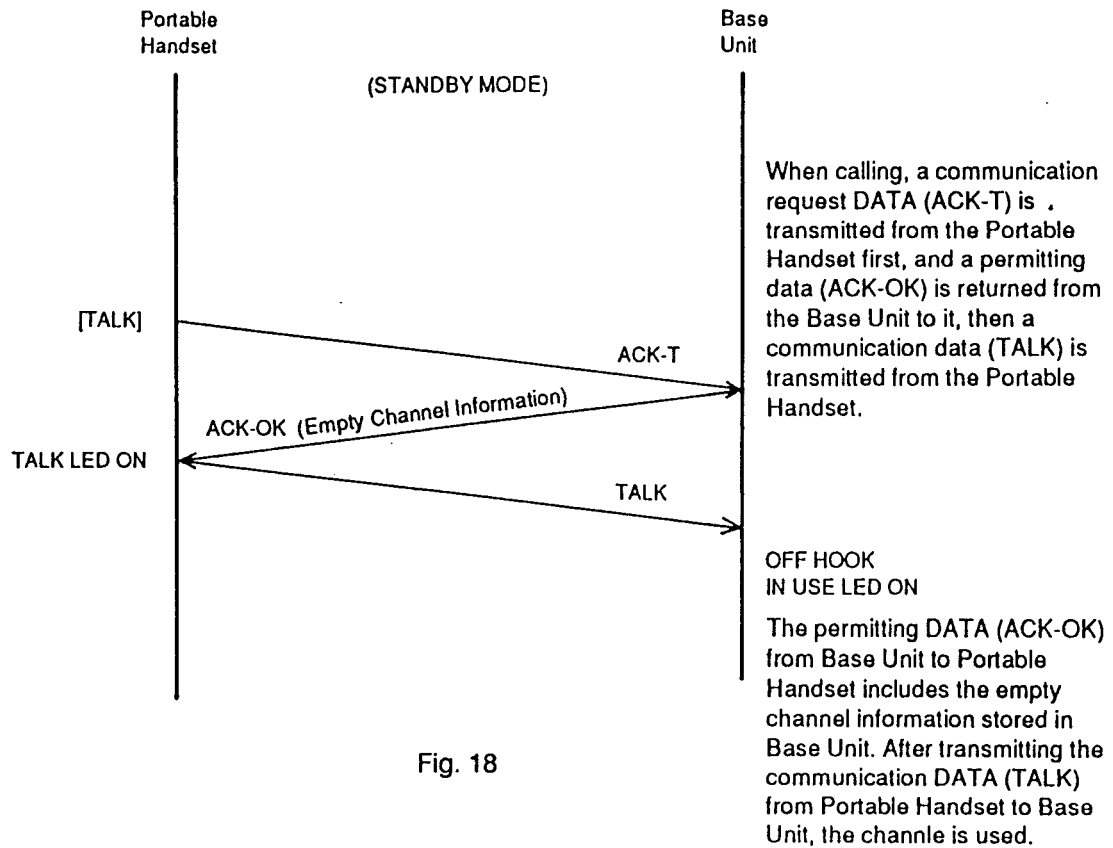 Portable
Handset
Base
Unit
(STANDBY MODE)
When calling, a communication
request DATA (ACK-T) is
transmitted from the Portable
Handset first, and a permitting
data (ACK-OK) is returned from
the Base Unit to it, then a
communication data (TALK) is
transmitted from the Portable
Handset.
[TALK]
ACK-T
ACK-OK (Empty Channel Information)
TALK LED ON
TALK
OFF HOOK
IN USE LED ON
The permitting DATA (ACK-OK)
from Base Unit to Portable
Handset includes the empty
channel information stored in
Base Unit. After transmitting the
communication DATA (TALK)
from Portable Handset to Base
Unit, the channle is used.
Fig. 18